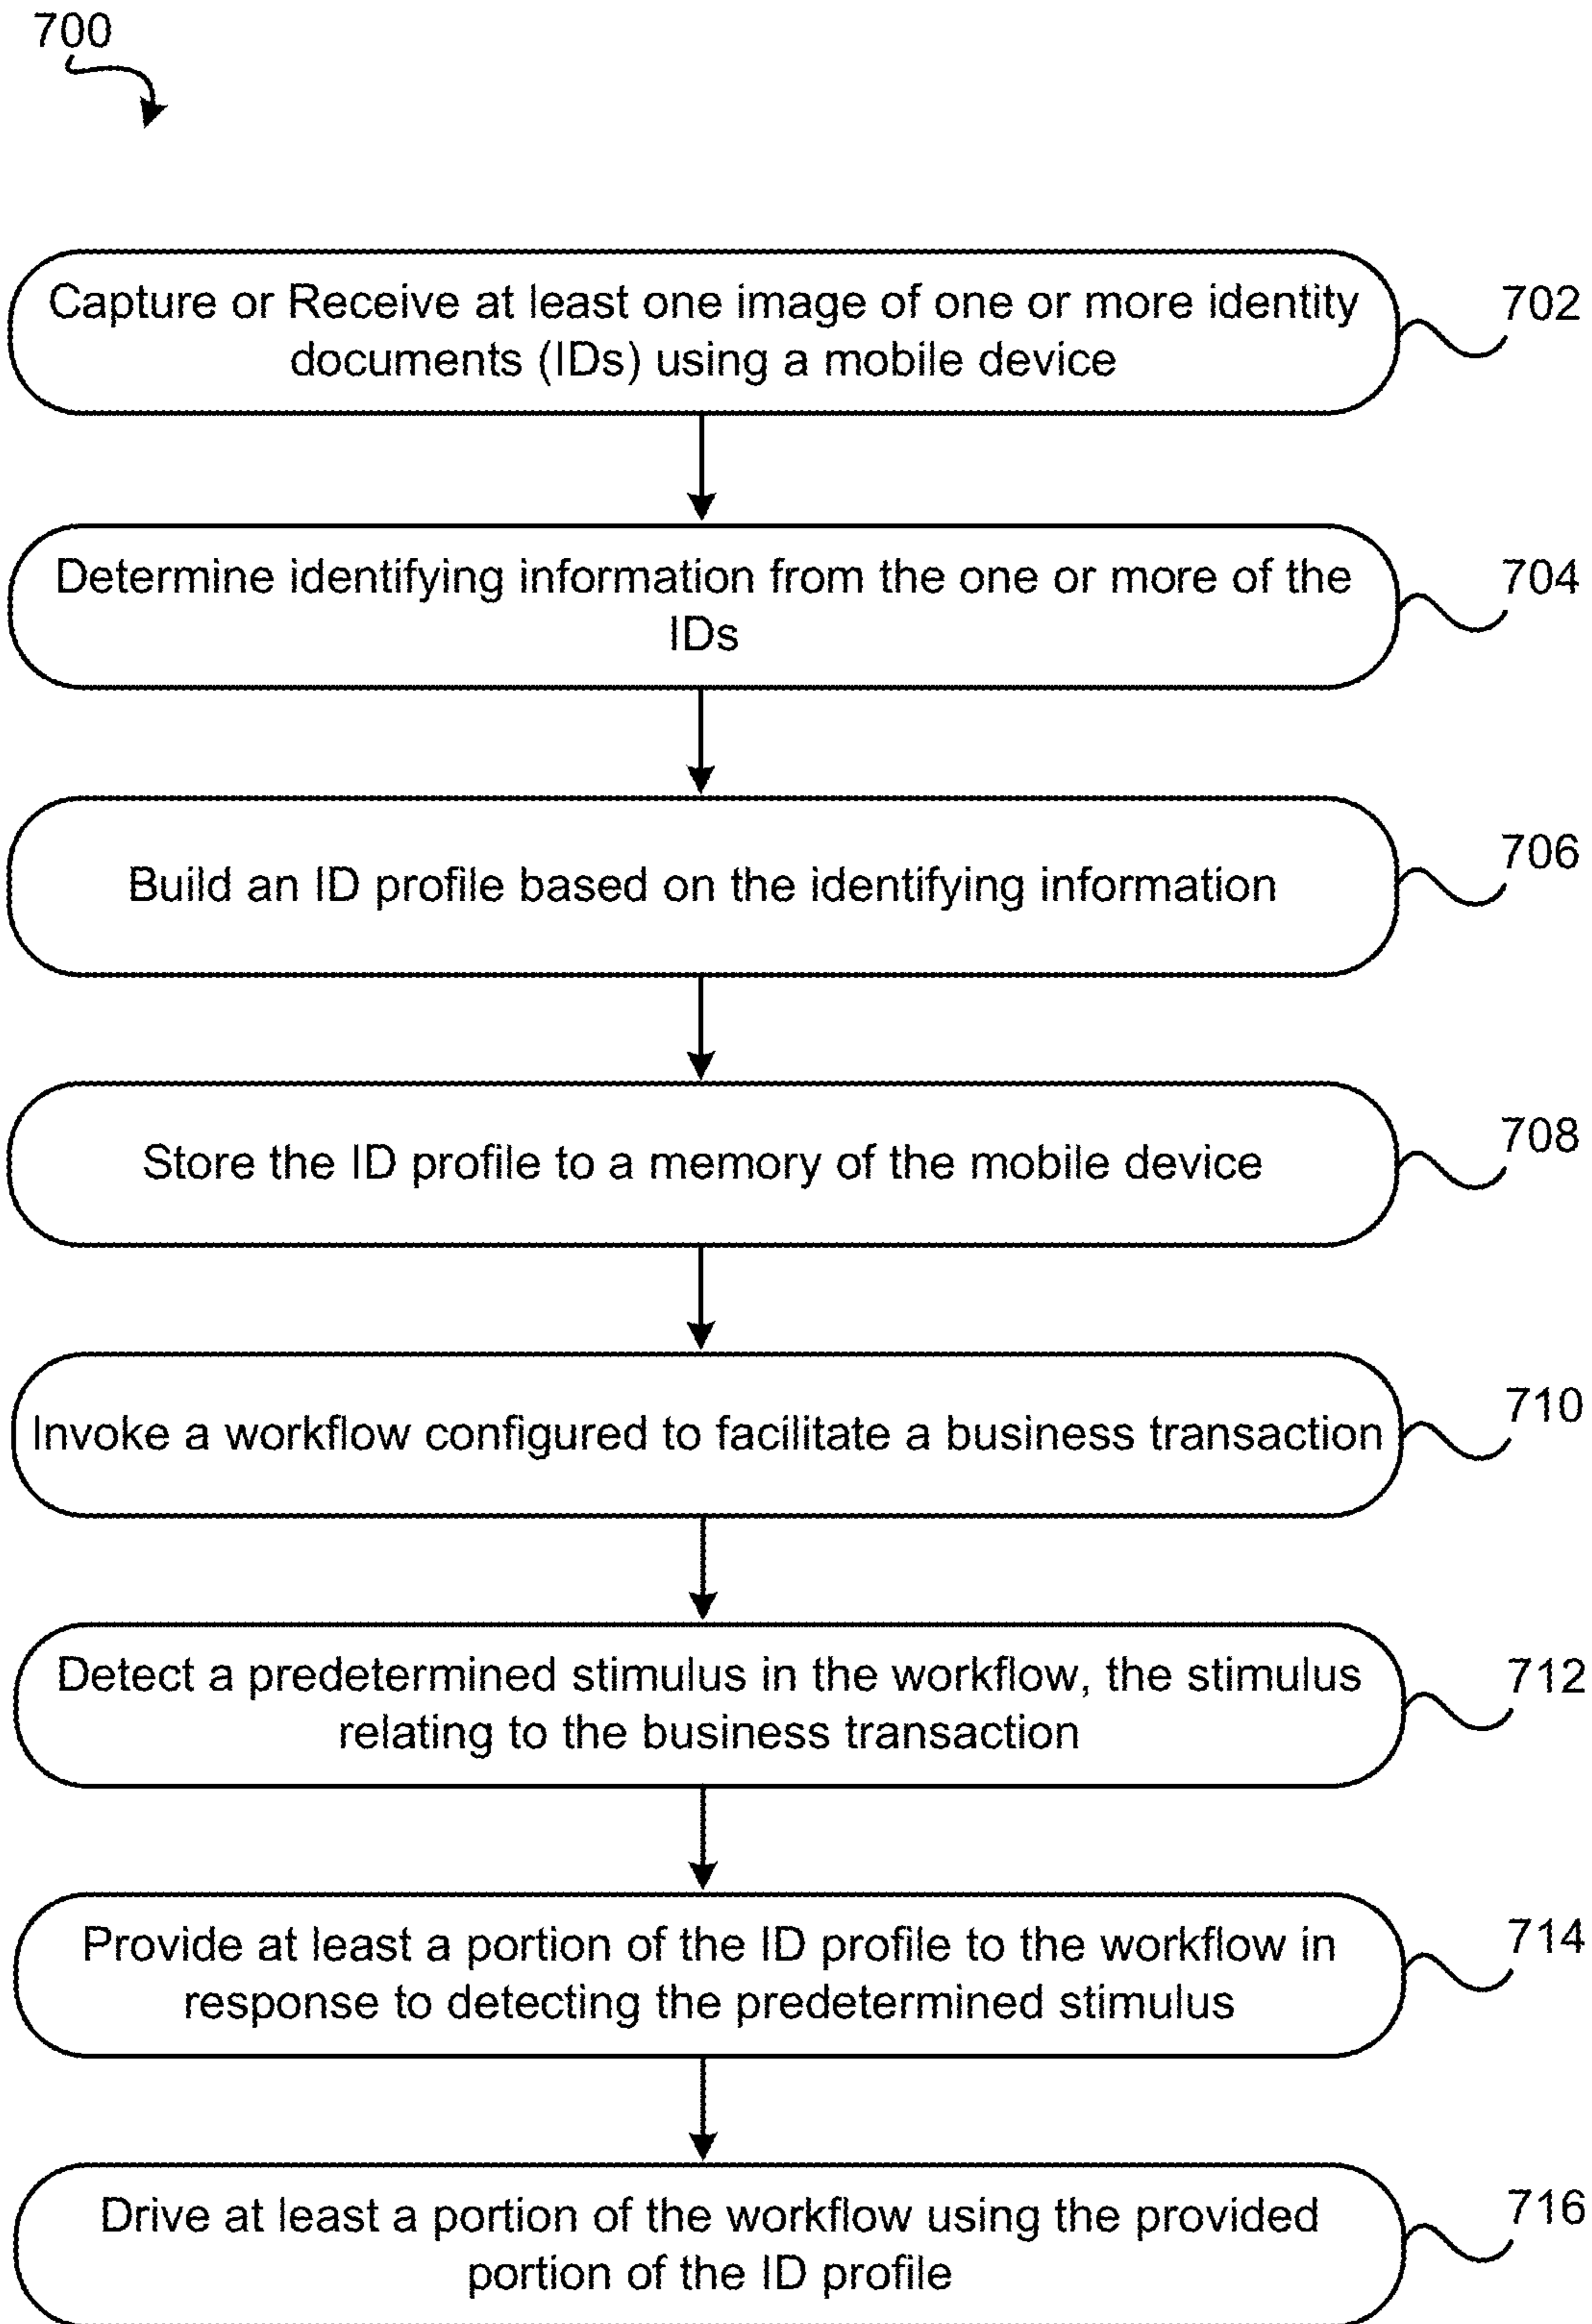 700
Capture or Receive at least one image of one or more identity
documents (IDs) using a mobile device
702
Determine identifying information from the one or more of the
IDs
704
Build an ID profile based on the identifying information
706
Store the ID profile to a memory of the mobile device
708
Invoke a workflow configured to facilitate a business transaction
710
Detect a predetermined stimulus in the workflow, the stimulus
relating to the business transaction
712
Provide at least a portion of the ID profile to the workflow in
response to detecting the predetermined stimulus
714
Drive at least a portion of the workflow using the provided
portion of the ID profile
716